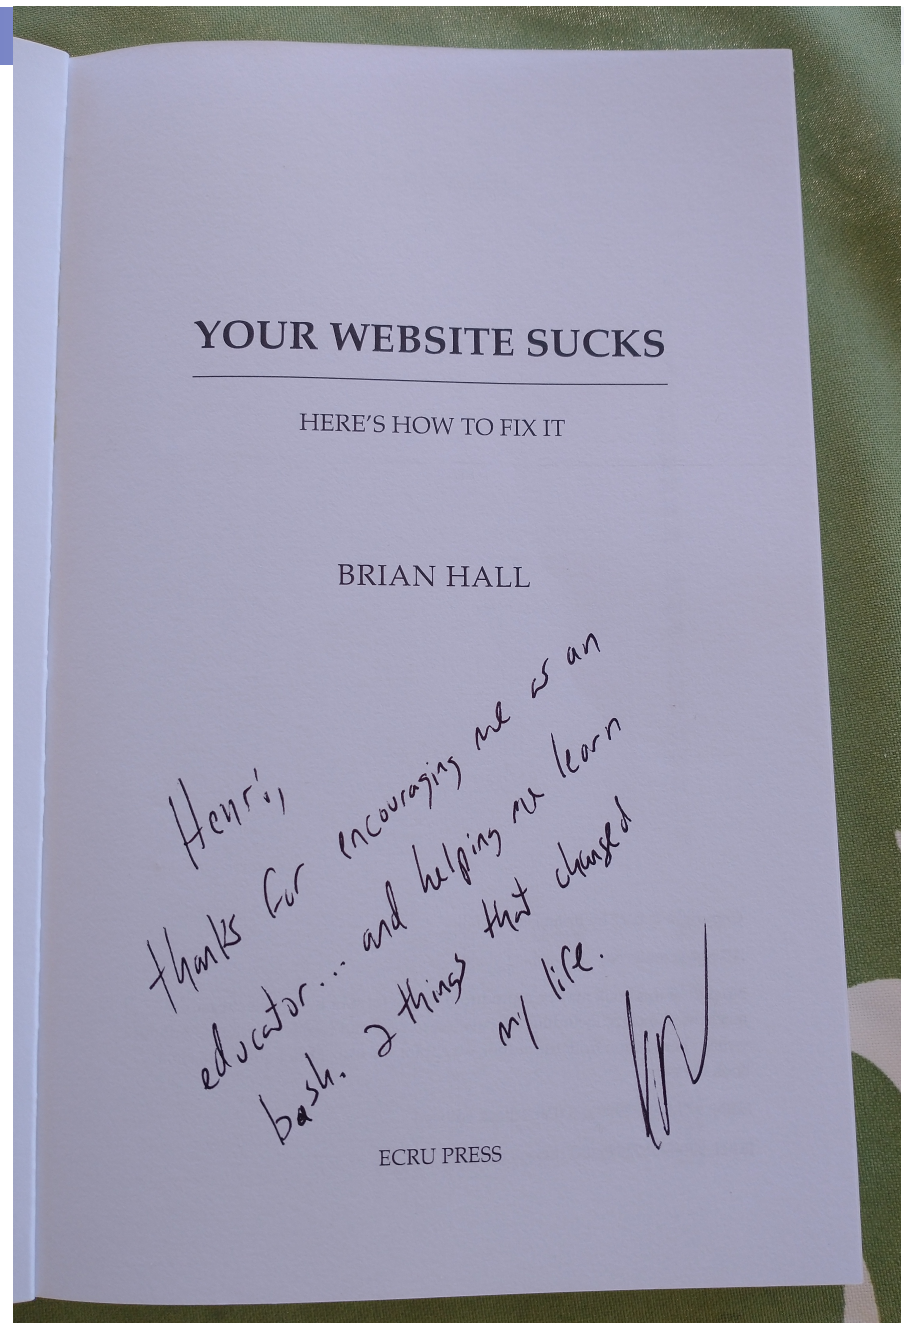 YOUR WEBSITE SUCKS
HERE'S HOW TO FIX IT
BRIAN HALL
Henri,
thanks for encouraging me as an
educator... and helping me learn
bash. 2 things that changed
my life.
ECRU PRESS